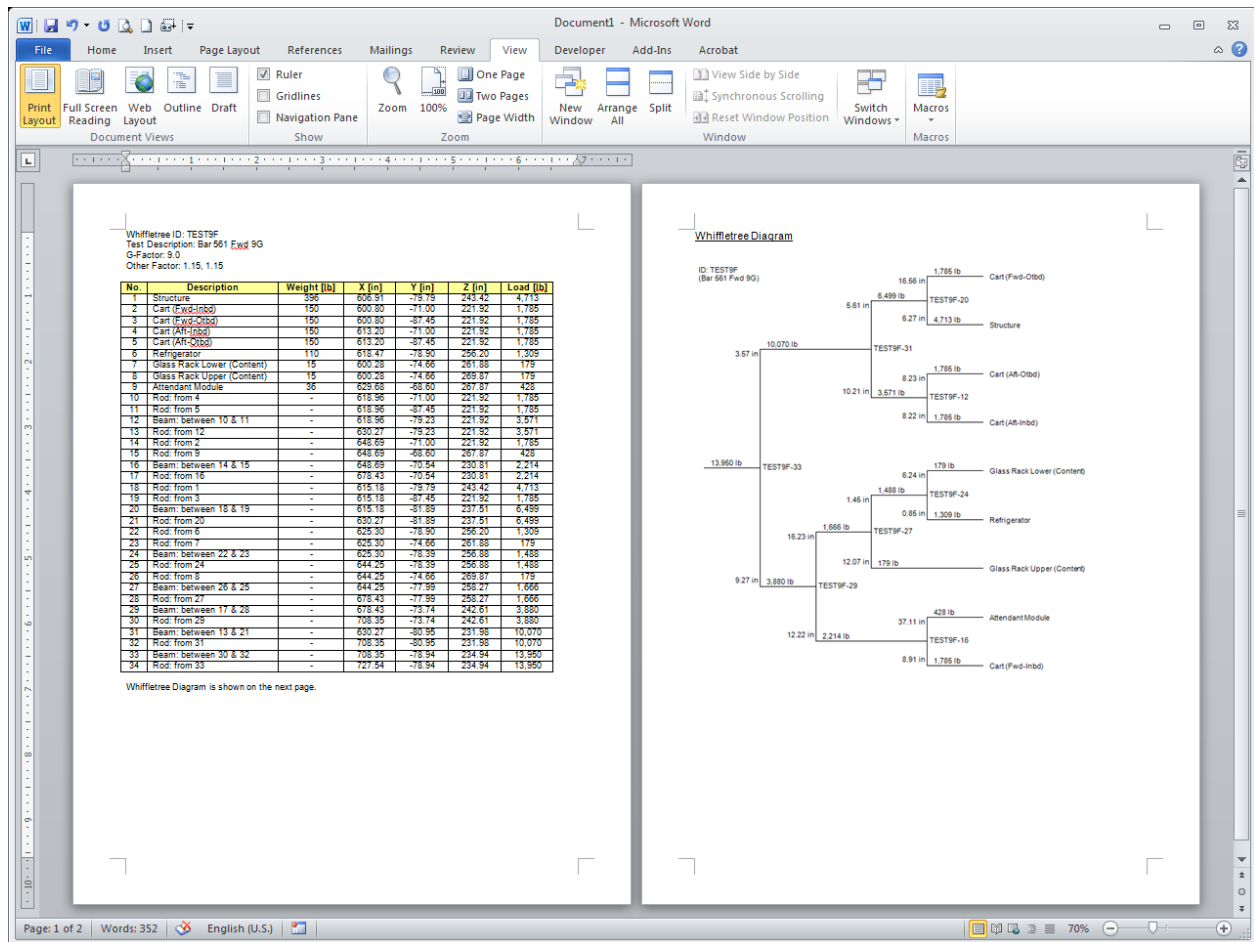 Document1 - Microsoft Word
File Home Insert Page Layout References Mailings Review View Developer Add-Ins Acrobat
Print Layout
Full Screen Reading
Web Layout
Outline
Draft
Document Views
Ruler
Gridlines
Navigation Pane
Show
Zoom
100%
One Page
Two Pages
Page Width
Zoom
New Window
Arrange All
Split
View Side by Side
Synchronous Scrolling
Reset Window Position
Window
Switch Windows
Macros
Macros
Whiffletree ID: TEST9F
Test Description: Bar 561 Fwd 9G
G-Factor: 9.0
Other Factor: 1.15, 1.15
No. Description Weight [lb] X [in] Y [in] Z [in] Load [lb]
1 Structure 396 606.91 -79.79 243.42 4,713
2 Cart (Fwd-Inbd) 150 600.80 -71.00 221.92 1,785
3 Cart (Fwd-Otbd) 150 600.80 -87.45 221.92 1,785
4 Cart (Aft-Inbd) 150 613.20 -71.00 221.92 1,785
5 Cart (Aft-Otbd) 150 613.20 -87.45 221.92 1,785
6 Refrigerator 110 618.47 -78.90 256.20 1,309
7 Glass Rack Lower (Content) 15 600.28 -74.66 261.88 179
8 Glass Rack Upper (Content) 15 600.28 -74.66 269.87 179
9 Attendant Module 36 629.68 -68.60 267.87 428
10 Rod: from 4 - 618.96 -71.00 221.92 1,785
11 Rod: from 5 - 618.96 -87.45 221.92 1,785
12 Beam: between 10 & 11 - 618.96 -79.23 221.92 3,571
13 Rod: from 12 - 630.27 -79.23 221.92 3,571
14 Rod: from 2 - 648.69 -71.00 221.92 1,785
15 Rod: from 9 - 648.69 -68.60 267.87 428
16 Beam: between 14 & 15 - 648.69 -70.54 230.81 2,214
17 Rod: from 16 - 678.43 -70.54 230.81 2,214
18 Rod: from 1 - 615.18 -79.79 243.42 4,713
19 Rod: from 3 - 615.18 -87.45 221.92 1,785
20 Beam: between 18 & 19 - 615.18 -81.89 237.51 6,499
21 Rod: from 20 - 630.27 -81.89 237.51 6,499
22 Rod: from 6 - 625.30 -78.90 256.20 1,309
23 Rod: from 7 - 625.30 -74.66 261.88 179
24 Beam: between 22 & 23 - 625.30 -78.39 256.88 1,488
25 Rod: from 24 - 644.25 -78.39 256.88 1,488
26 Rod: from 8 - 644.25 -74.66 269.87 179
27 Beam: between 26 & 25 - 644.25 -77.99 258.27 1,666
28 Rod: from 27 - 678.43 -77.99 258.27 1,666
29 Beam: between 17 & 28 - 678.43 -73.74 242.61 3,880
30 Rod: from 29 - 708.35 -73.74 242.61 3,880
31 Beam: between 13 & 21 - 630.27 -80.95 231.98 10,070
32 Rod: from 31 - 708.35 -80.95 231.98 10,070
33 Beam: between 30 & 32 - 708.35 -78.94 234.94 13,950
34 Rod: from 33 - 727.54 -78.94 234.94 13,950
Whiffletree Diagram is shown on the next page.
Whiffletree Diagram
ID: TEST9F
(Bar 561 Fwd 9G)
1,785 lb
16.66 in
Cart (Fwd-Otbd)
6,499 lb
TEST9F-20
5.51 in
6.27 in
4,713 lb
Structure
10,070 lb
3.57 in
TEST9F-31
1,785 lb
8.23 in
Cart (Aft-Otbd)
10.21 in
3,571 lb
TEST9F-12
8.22 in
1,785 lb
Cart (Aft-Inbd)
13,950 lb
TEST9F-33
179 lb
6.24 in
Glass Rack Lower (Content)
1,488 lb
1.45 in
TEST9F-24
0.85 in
1,309 lb
Refrigerator
1,666 lb
16.23 in
TEST9F-27
12.07 in
179 lb
Glass Rack Upper (Content)
9.27 in
3,880 lb
TEST9F-29
428 lb
37.11 in
Attendant Module
12.22 in
2,214 lb
TEST9F-16
8.91 in
1,785 lb
Cart (Fwd-Inbd)
Page: 1 of 2
Words: 352
English (U.S.)
70%